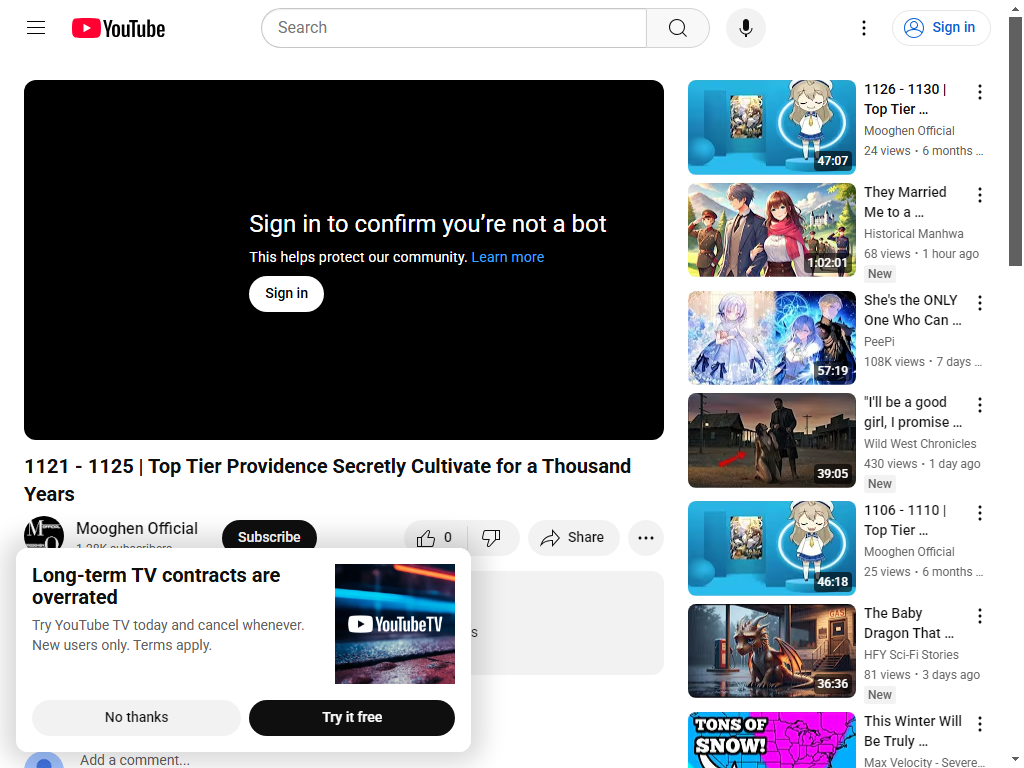 YouTube
Search
Sign in
Sign in to confirm you’re not a bot
This helps protect our community. Learn more
Sign in
1121 - 1125 | Top Tier Providence Secretly Cultivate for a Thousand
Years
Mooghen Official
Subscribe
0
Share
Long-term TV contracts are
overrated
Try YouTube TV today and cancel whenever.
New users only. Terms apply.
YouTubeTV
No thanks
Try it free
Add a comment...
47:07
1126 - 1130 |
Top Tier ...
Mooghen Official
24 views • 6 months ...
1:02:01
They Married
Me to a ...
Historical Manhwa
68 views • 1 hour ago
New
57:19
She's the ONLY
One Who Can ...
PeePi
108K views • 7 days ...
39:05
"I'll be a good
girl, I promise ...
Wild West Chronicles
430 views • 1 day ago
New
46:18
1106 - 1110 |
Top Tier ...
Mooghen Official
25 views • 6 months ...
GAS
36:36
The Baby
Dragon That ...
HFY Sci-Fi Stories
81 views • 3 days ago
New
TONS OF
SNOW!
This Winter Will
Be Truly ...
Max Velocity - Severe...